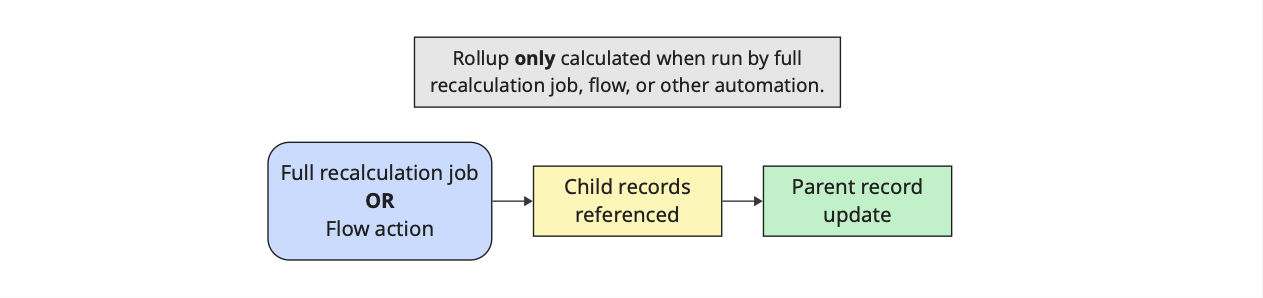 Rollup only calculated when run by full
recalculation job, flow, or other automation.
Full recalculation job
OR
Flow action
Child records
referenced
Parent record
update